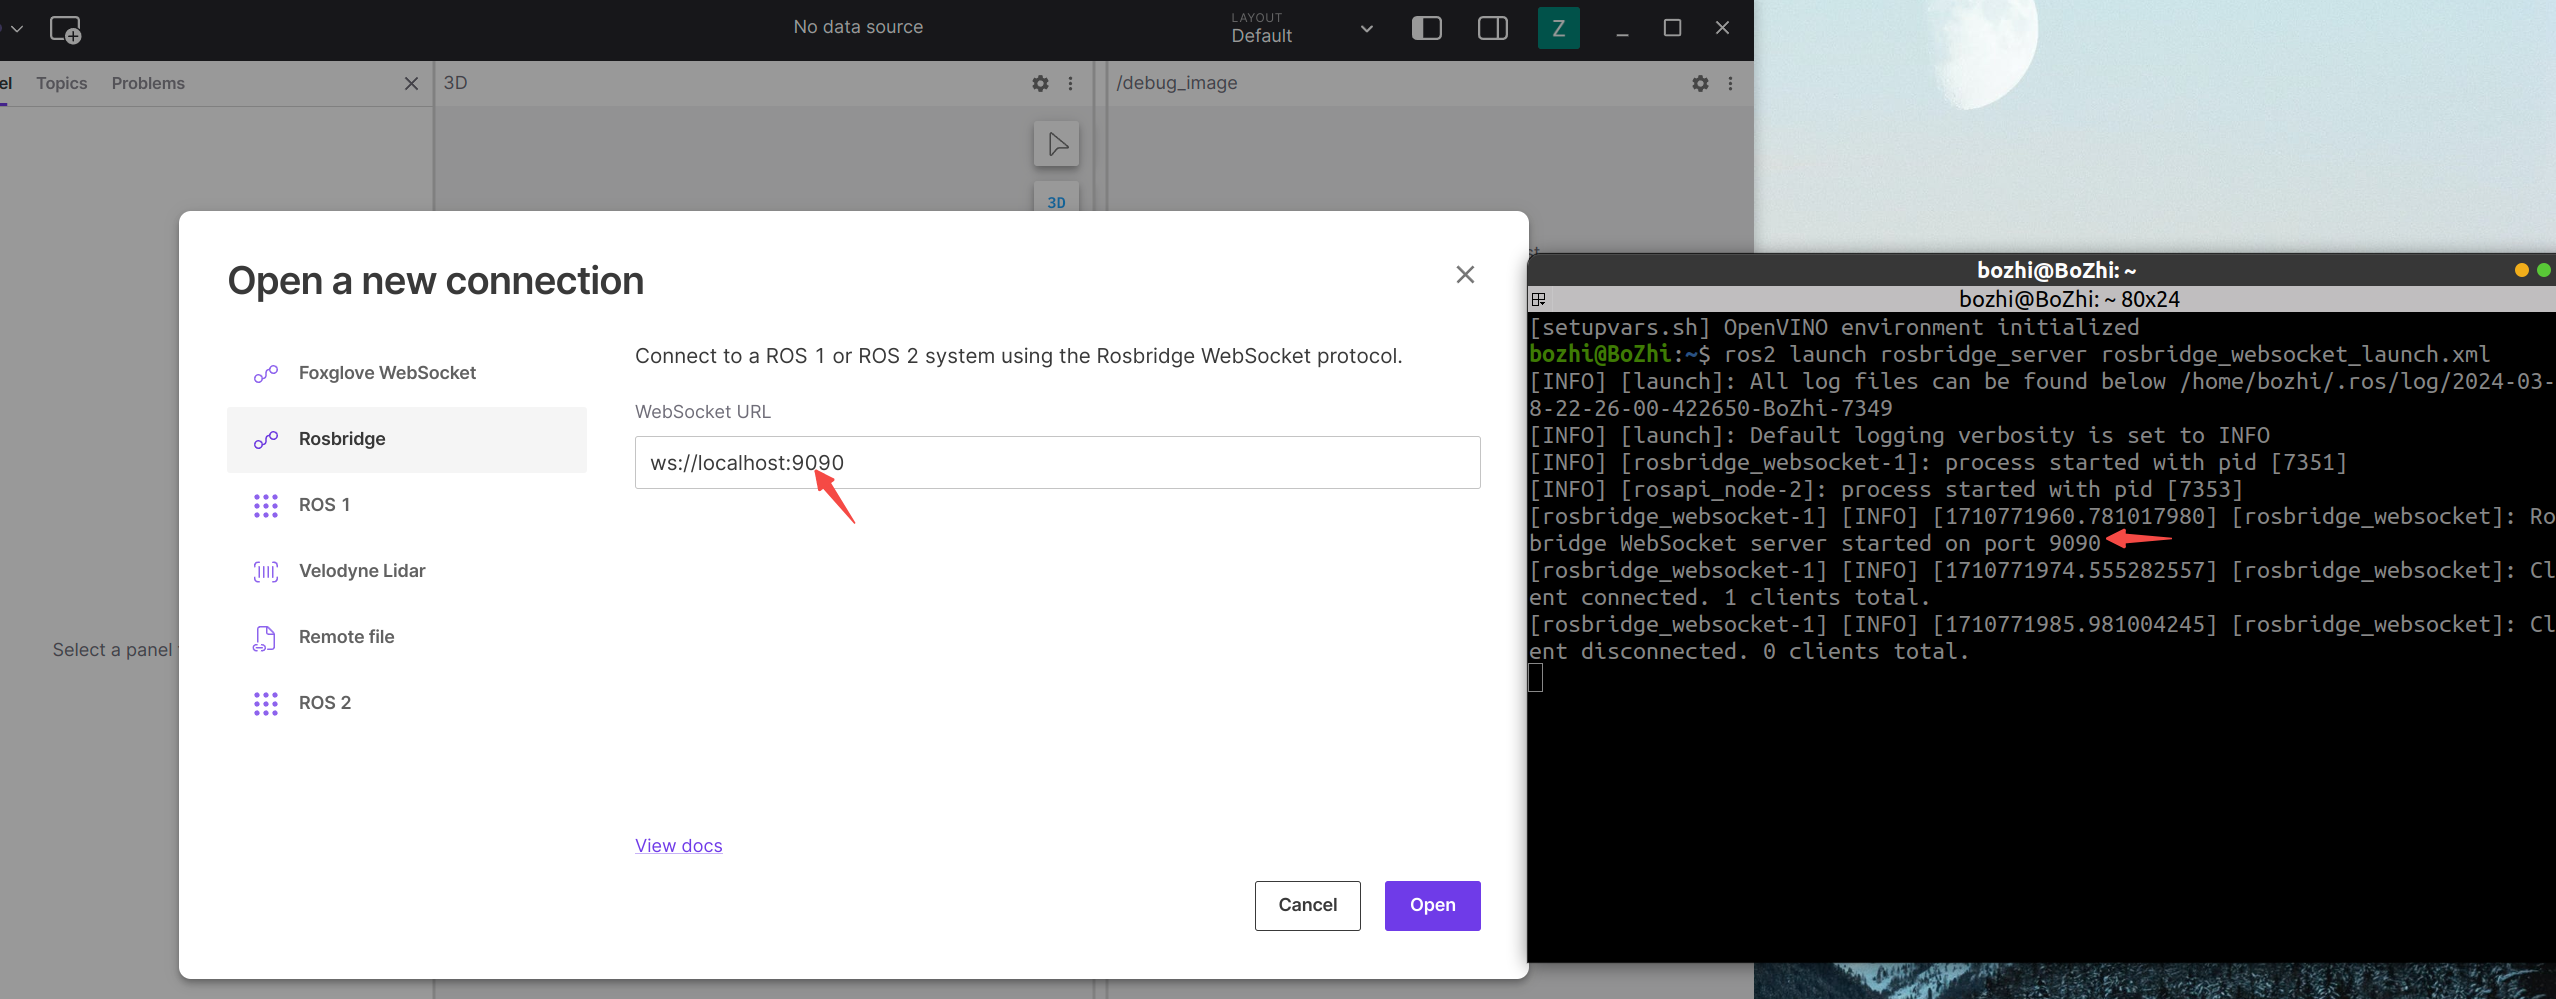 No data source
LAYOUT
Default
Z
el Topics Problems
3D
/debug_image
3D
Select a panel
Open a new connection
Foxglove WebSocket
Rosbridge
ROS 1
Velodyne Lidar
Remote file
ROS 2
Connect to a ROS 1 or ROS 2 system using the Rosbridge WebSocket protocol.
WebSocket URL
ws://localhost:9090
View docs
Cancel
Open
bozhi@BoZhi: ~
bozhi@BoZhi: ~ 80x24
[setupvars.sh] OpenVINO environment initialized
bozhi@BoZhi:~$ ros2 launch rosbridge_server rosbridge_websocket_launch.xml
[INFO] [launch]: All log files can be found below /home/bozhi/.ros/log/2024-03-
8-22-26-00-422650-BoZhi-7349
[INFO] [launch]: Default logging verbosity is set to INFO
[INFO] [rosbridge_websocket-1]: process started with pid [7351]
[INFO] [rosapi_node-2]: process started with pid [7353]
[rosbridge_websocket-1] [INFO] [1710771960.781017980] [rosbridge_websocket]: Ro
bridge WebSocket server started on port 9090
[rosbridge_websocket-1] [INFO] [1710771974.555282557] [rosbridge_websocket]: Cl
ent connected. 1 clients total.
[rosbridge_websocket-1] [INFO] [1710771985.981004245] [rosbridge_websocket]: Cl
ent disconnected. 0 clients total.